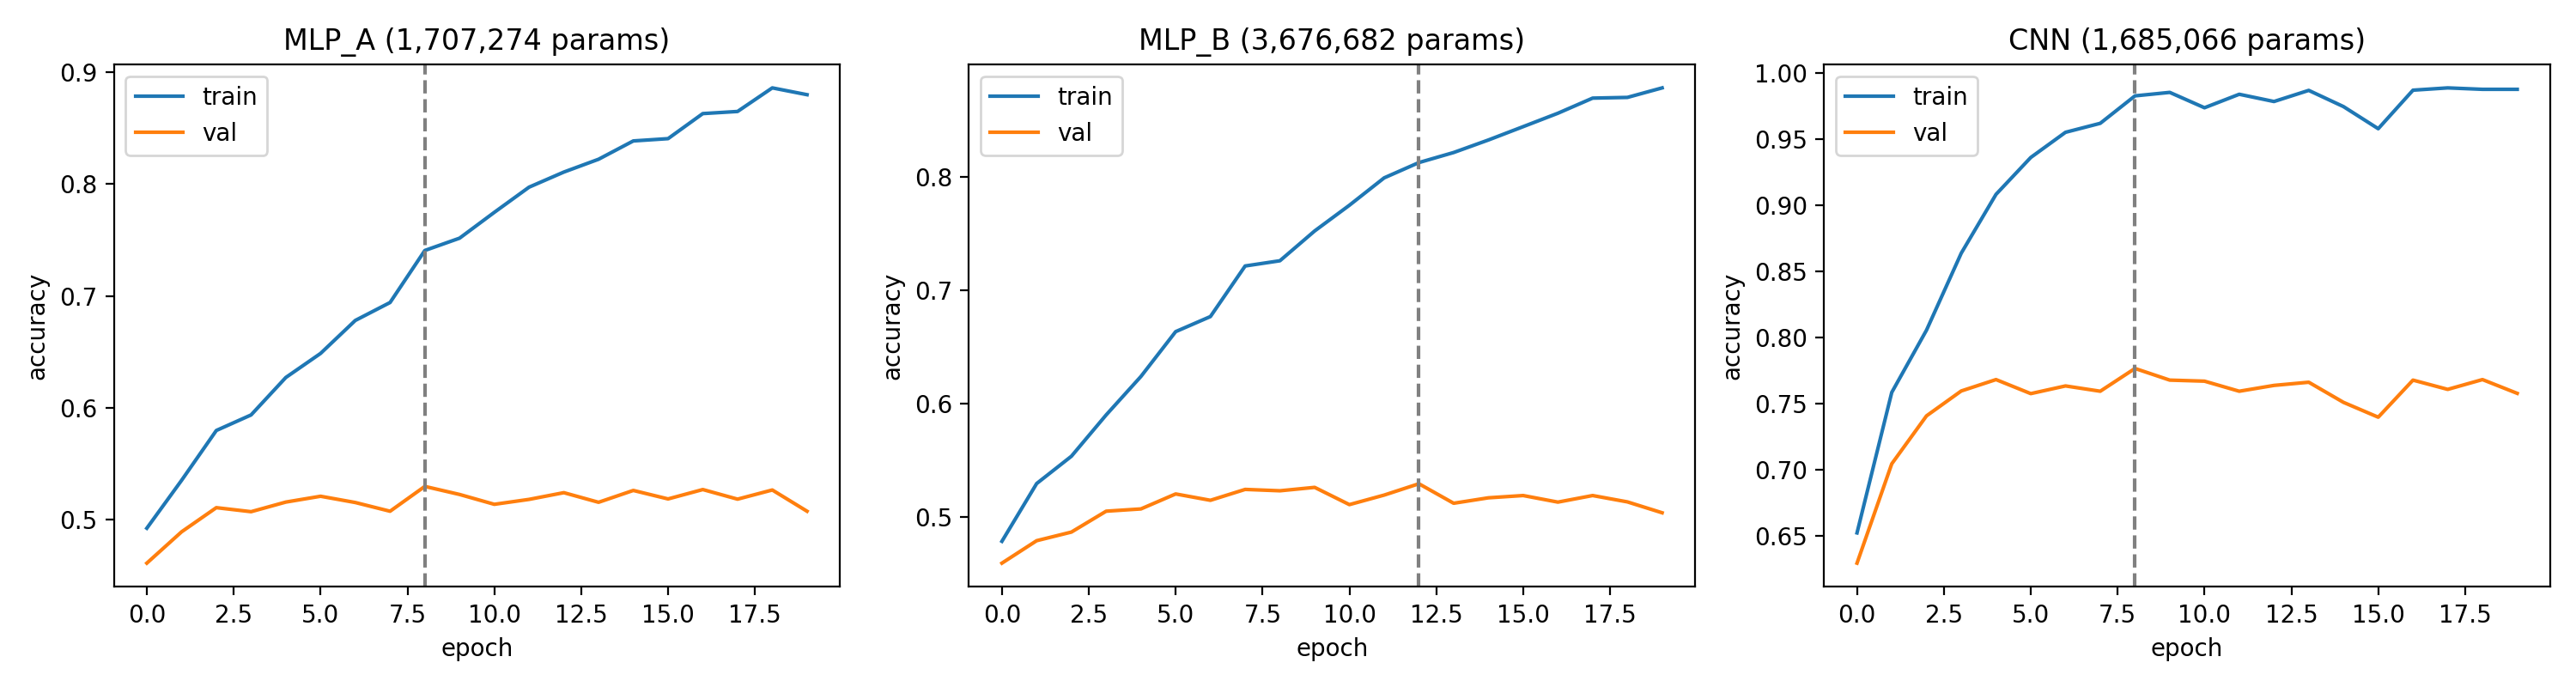 MLP_A (1,707,274 params)
0.9
0.8
0.7
0.6
0.5
accuracy
train
val
0.0 2.5 5.0 7.5 10.0 12.5 15.0 17.5
epoch
MLP_B (3,676,682 params)
0.8
0.7
0.6
0.5
accuracy
train
val
0.0 2.5 5.0 7.5 10.0 12.5 15.0 17.5
epoch
CNN (1,685,066 params)
1.00
0.95
0.90
0.85
0.80
0.75
0.70
0.65
accuracy
train
val
0.0 2.5 5.0 7.5 10.0 12.5 15.0 17.5
epoch